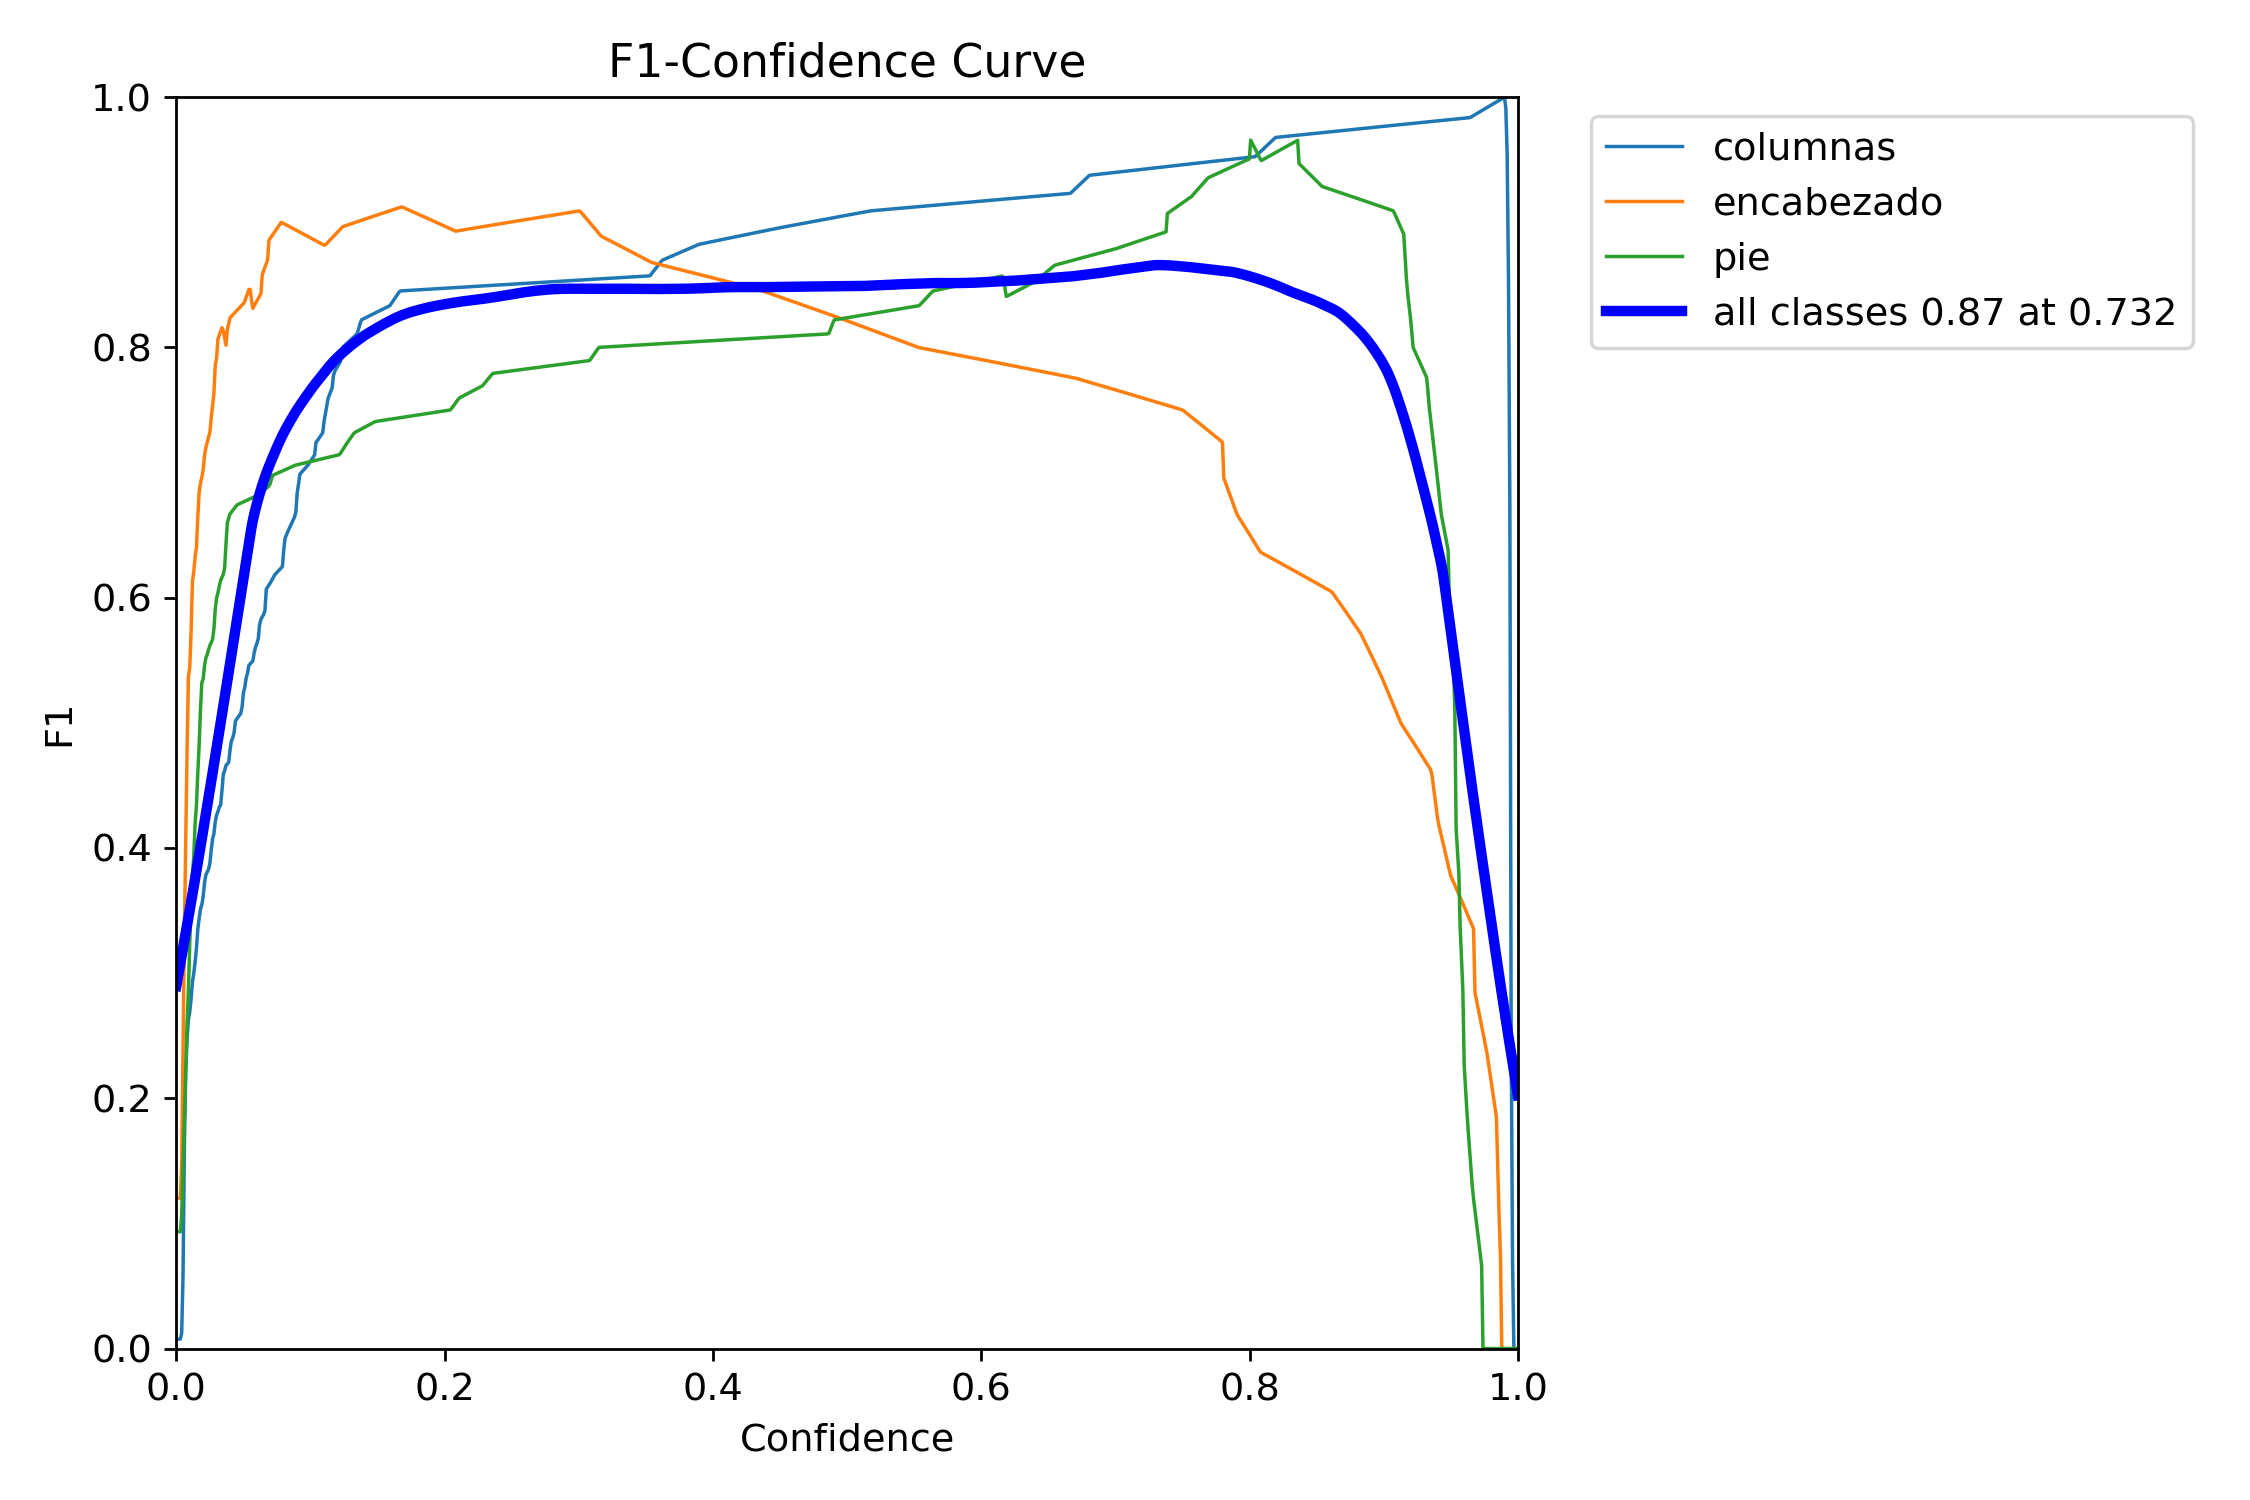 F1-Confidence Curve
1.0
0.8
0.6
0.4
0.2
0.0
F1
0.0 0.2 0.4 0.6 0.8 1.0
Confidence
columnas
encabezado
pie
all classes 0.87 at 0.732